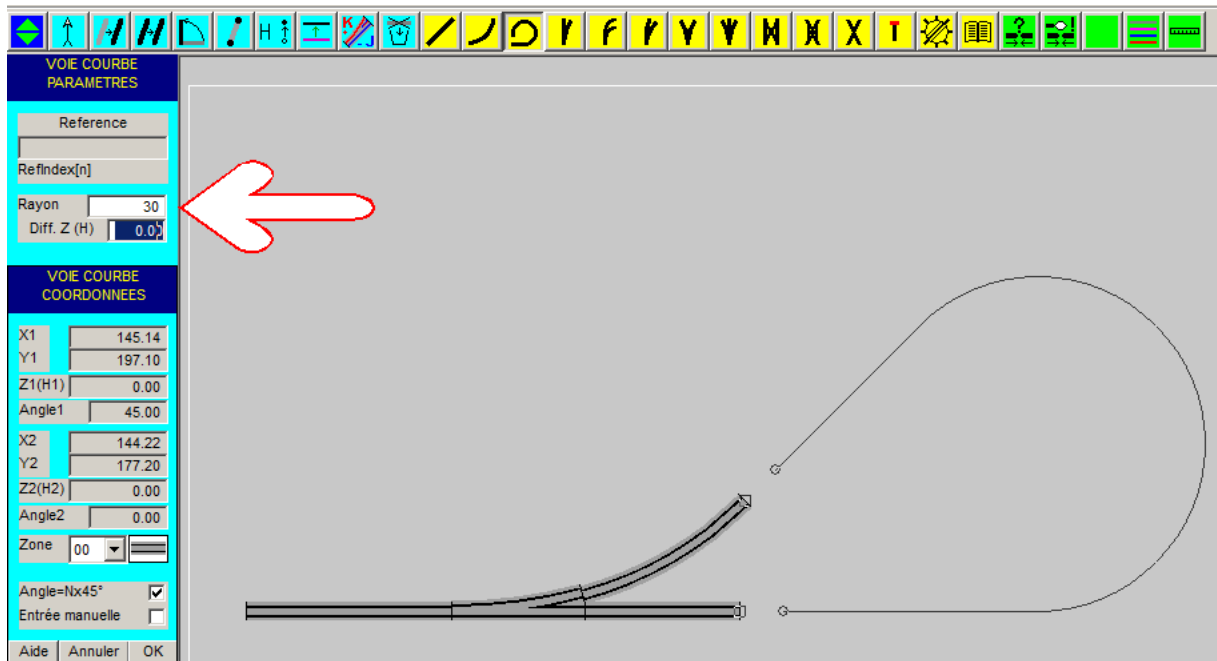 H
K
J
T
?
!
VOIE COURBE
PARAMETRES
Reference
RefIndex[n]
Rayon 30
Diff. Z (H) 0.00
VOIE COURBE
COORDONNEES
X1 145.14
Y1 197.10
Z1(H1) 0.00
Angle1 45.00
X2 144.22
Y2 177.20
Z2(H2) 0.00
Angle2 0.00
Zone 00
Angle=Nx45°
Entrée manuelle
Aide Annuler OK